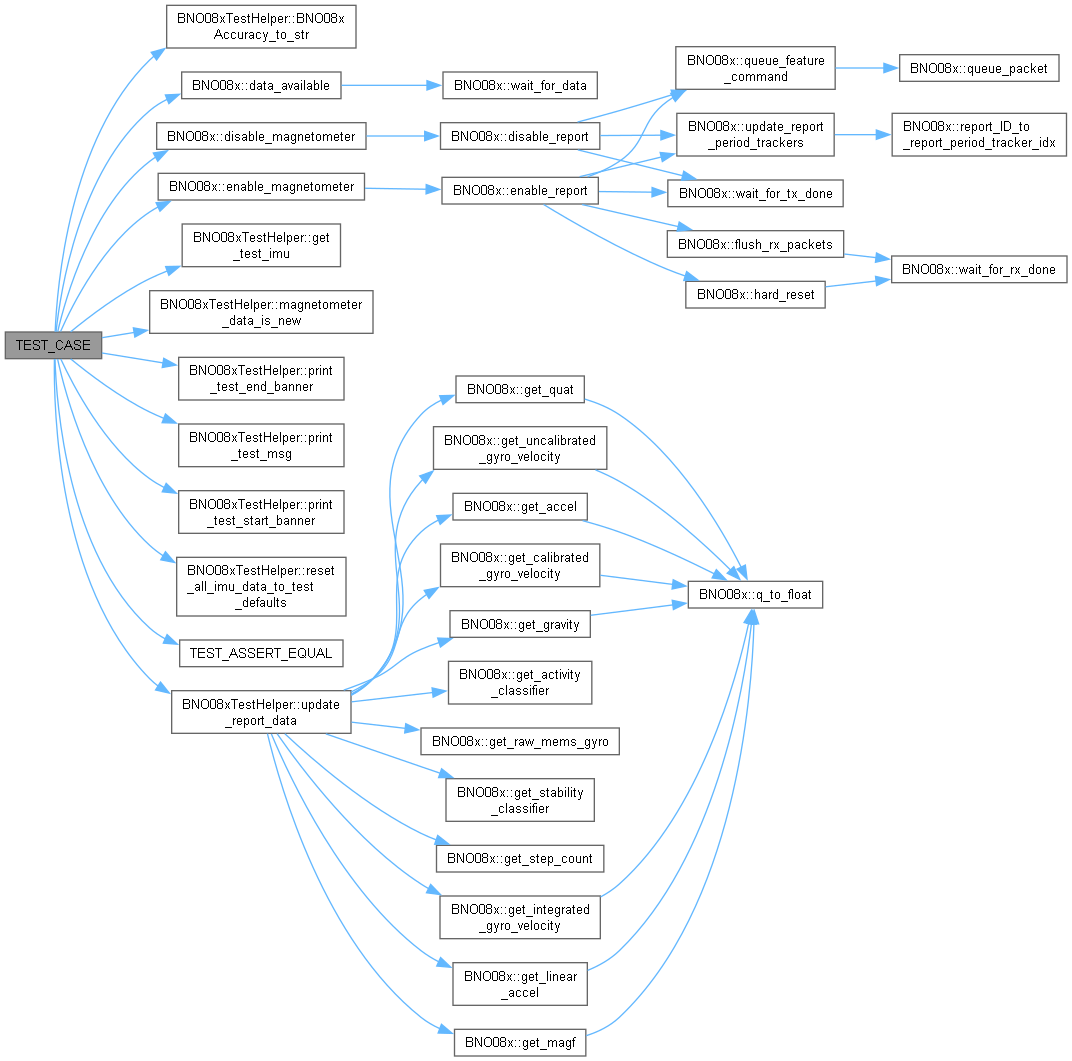 BNO08xTestHelper::BNO08x
Accuracy_to_str
BNO08x::data_available
BNO08x::wait_for_data
BNO08x::disable_magnetometer
BNO08x::disable_report
BNO08x::queue_feature
_command
BNO08x::queue_packet
BNO08x::update_report
_period_trackers
BNO08x::report_ID_to
_report_period_tracker_idx
BNO08x::enable_magnetometer
BNO08x::enable_report
BNO08x::wait_for_tx_done
BNO08x::flush_rx_packets
BNO08x::wait_for_rx_done
BNO08x::hard_reset
BNO08xTestHelper::get
_test_imu
BNO08xTestHelper::magnetometer
_data_is_new
TEST_CASE
BNO08xTestHelper::print
_test_end_banner
BNO08xTestHelper::print
_test_msg
BNO08xTestHelper::print
_test_start_banner
BNO08xTestHelper::reset
_all_imu_data_to_test
_defaults
TEST_ASSERT_EQUAL
BNO08xTestHelper::update
_report_data
BNO08x::get_quat
BNO08x::get_uncalibrated
_gyro_velocity
BNO08x::get_accel
BNO08x::get_calibrated
_gyro_velocity
BNO08x::q_to_float
BNO08x::get_gravity
BNO08x::get_activity
_classifier
BNO08x::get_raw_mems_gyro
BNO08x::get_stability
_classifier
BNO08x::get_step_count
BNO08x::get_integrated
_gyro_velocity
BNO08x::get_linear
_accel
BNO08x::get_magf